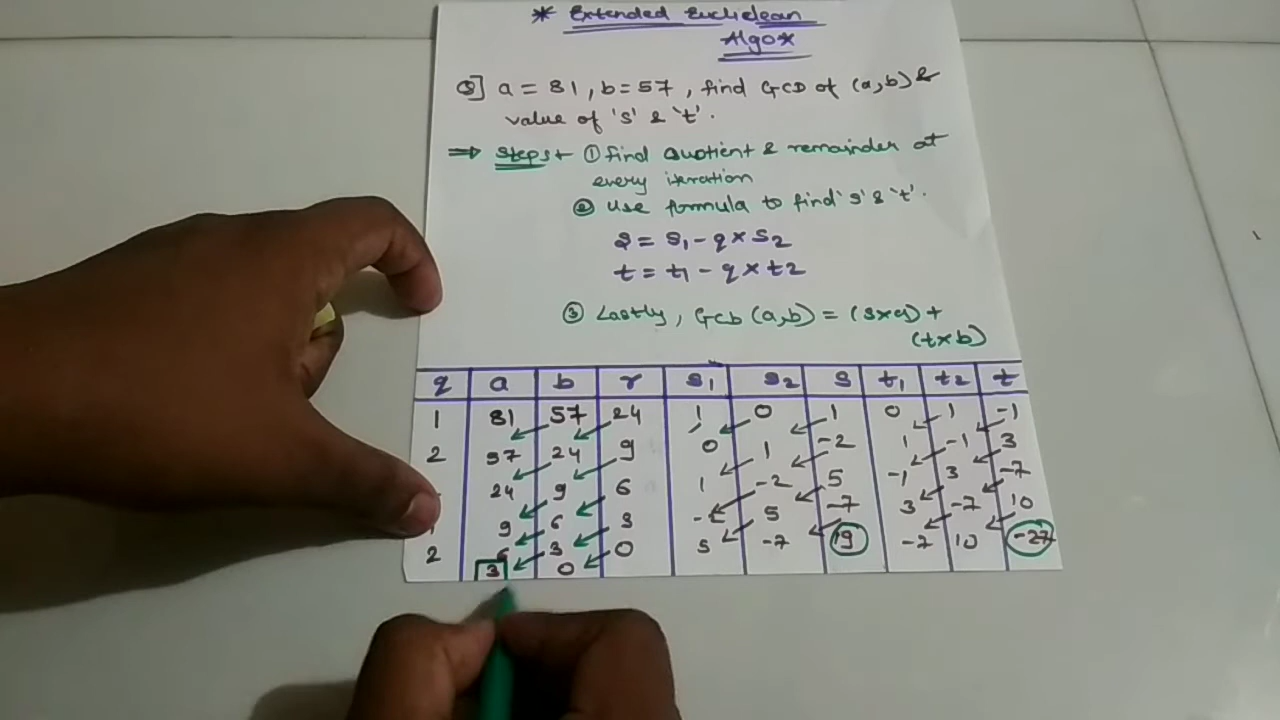 * Extended Euclidean
Algox
Q] a = 81, b = 57, find GCD of (a,b) &
value of 's' & 't'.
⇒ Steps+ ① find Quotient & remainder at
every iteration
② Use formula to find 's' & 't'.
S = S1 - q × S2
t = t1 - q × t2
③ Lastly, GCD (a,b) = (s×a) +
(t×b)
q a b r s1 s2 s t1 t2 t
1 81 57 24 1 0 1 0 1 -1
2 57 24 9 0 1 -2 1 -1 3
24 9 6 1 -2 5 -1 3 -7
9 6 3 5 -7 3 -7 10
2 6 3 0 5 -7 19 -7 10 -27
3 0